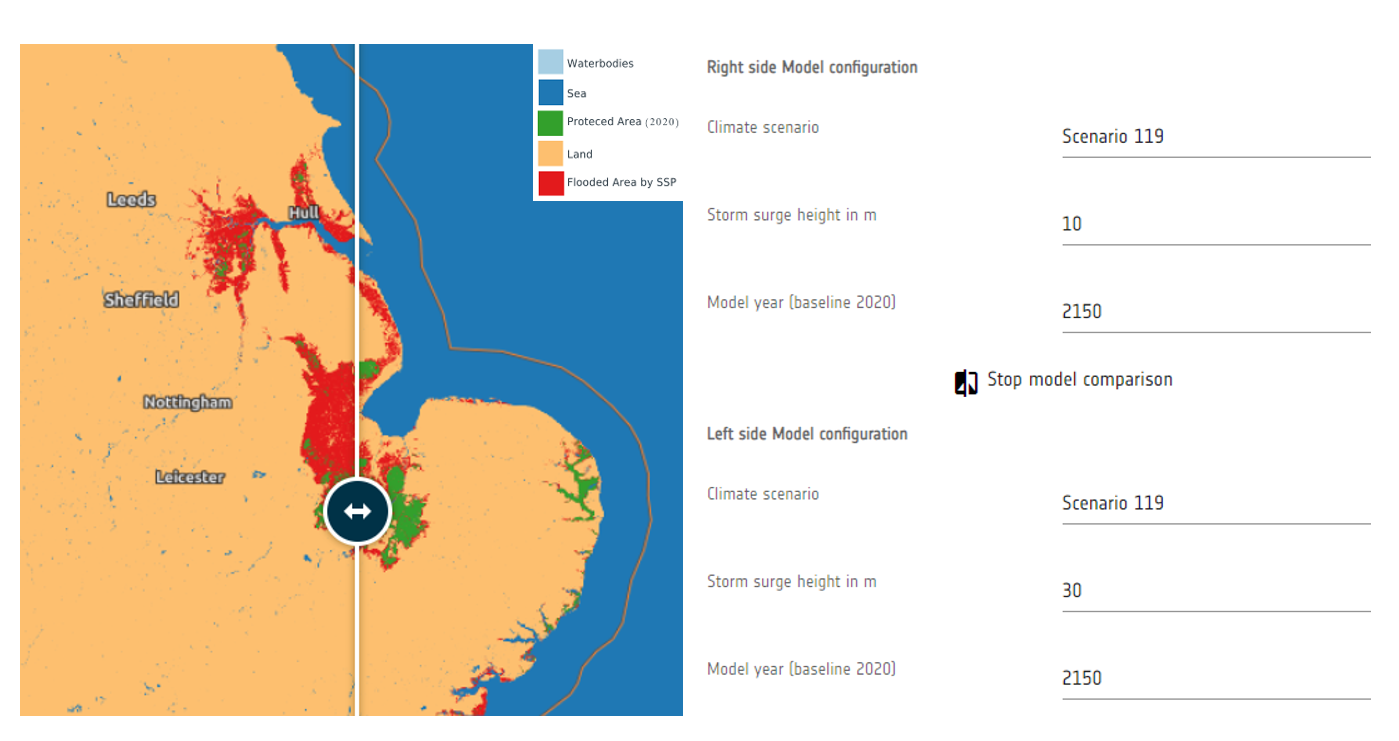 Waterbodies
Sea
Proteced Area (2020)
Land
Flooded Area by SSP
Leeds
Hull
Sheffield
Nottingham
Leicester
Right side Model configuration
Climate scenario
Scenario 119
Storm surge height in m
10
Model year (baseline 2020)
2150
Stop model comparison
Left side Model configuration
Climate scenario
Scenario 119
Storm surge height in m
30
Model year (baseline 2020)
2150